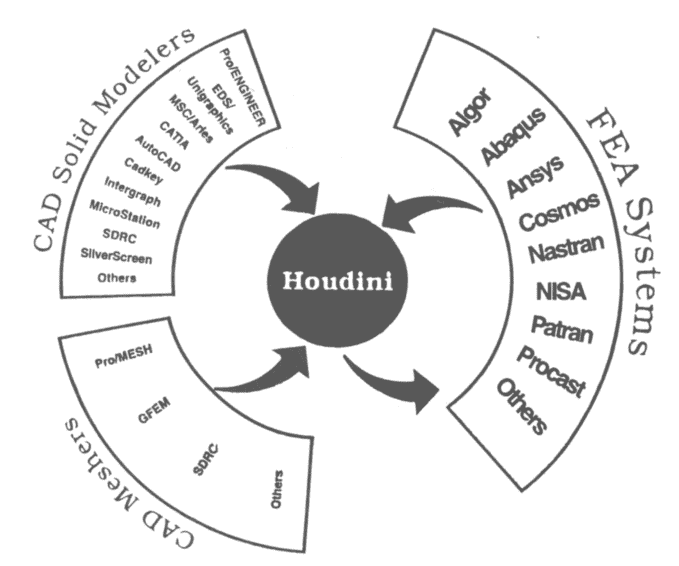 CAD Solid Modelers
Pro/ENGINEER
EDS/
Unigraphics
MSC/Aries
CATIA
AutoCAD
Cadkey
Intergraph
MicroStation
SDRC
SilverScreen
Others
CAD Meshers
Pro/MESH
GFEM
SDRC
Others
Houdini
FEA Systems
Algor
Abaqus
Ansys
Cosmos
Nastran
NISA
Patran
Procast
Others